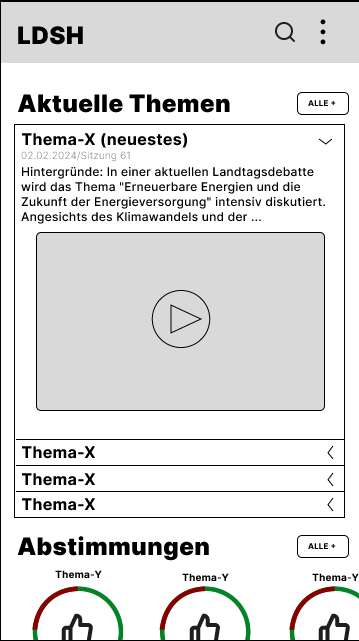 LDSH
Aktuelle Themen
ALLE +
Thema-X (neuestes)
02.02.2024/Sitzung 61
Hintergründe: In einer aktuellen Landtagsdebatte
wird das Thema "Erneuerbare Energien und die
Zukunft der Energieversorgung" intensiv diskutiert.
Angesichts des Klimawandels und der ...
Thema-X
Thema-X
Thema-X
Abstimmungen
ALLE +
Thema-Y
Thema-Y
Thema-Y